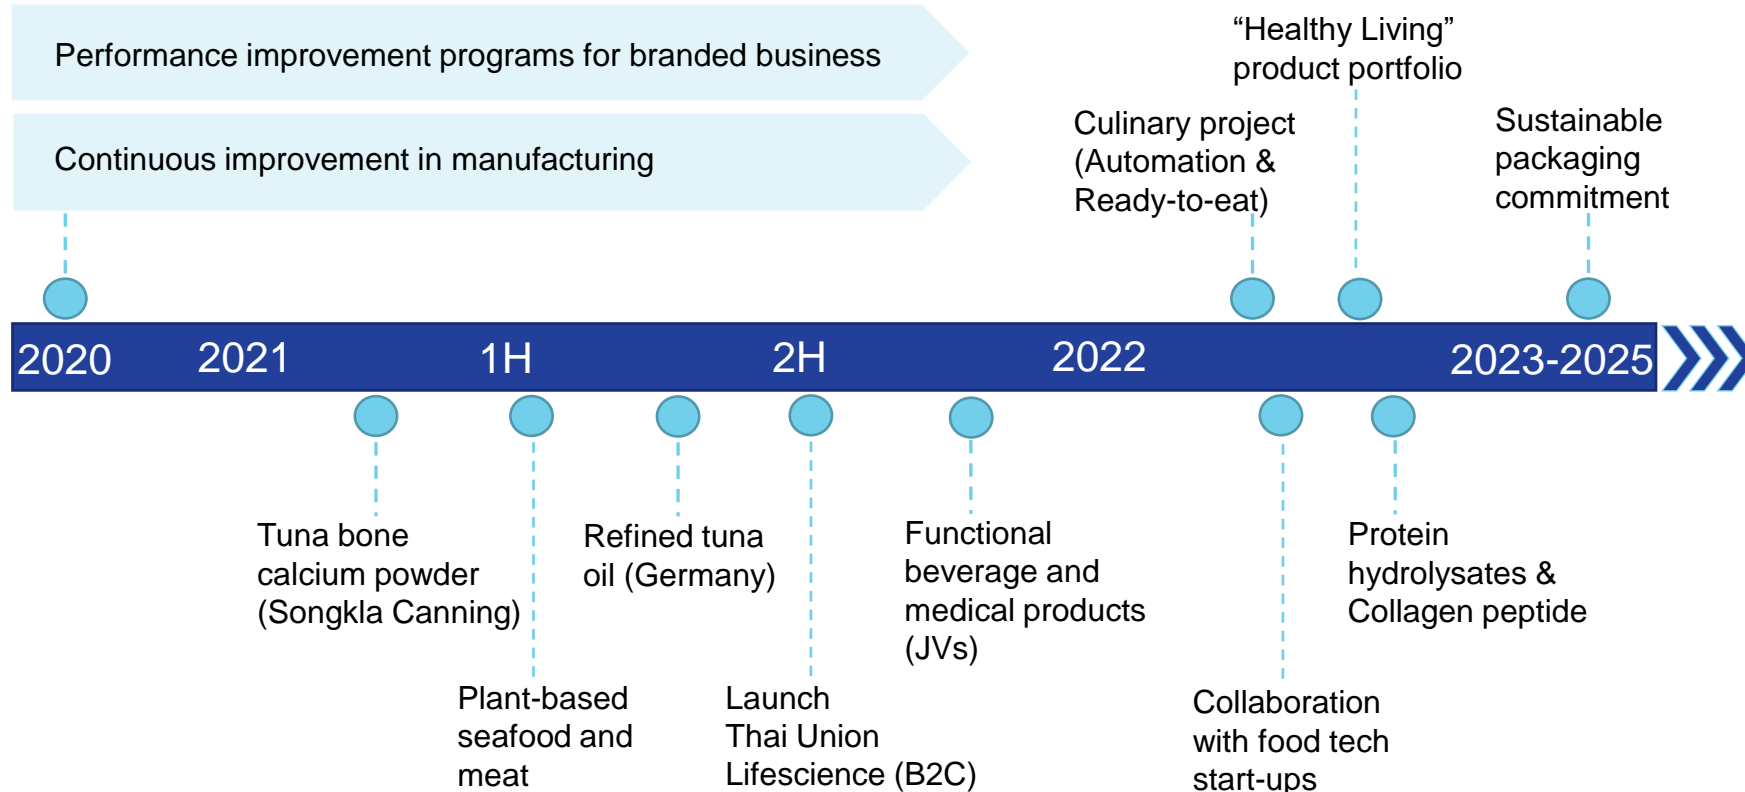 Performance improvement programs for branded business
Continuous improvement in manufacturing
“Healthy Living”
product portfolio
Culinary project
(Automation &
Ready-to-eat)
Sustainable
packaging
commitment
2020
2021
1H
2H
2022
2023-2025
Tuna bone
calcium powder
(Songkla Canning)
Plant-based
seafood and
meat
Refined tuna
oil (Germany)
Launch
Thai Union
Lifescience (B2C)
Functional
beverage and
medical products
(JVs)
Collaboration
with food tech
start-ups
Protein
hydrolysates &
Collagen peptide